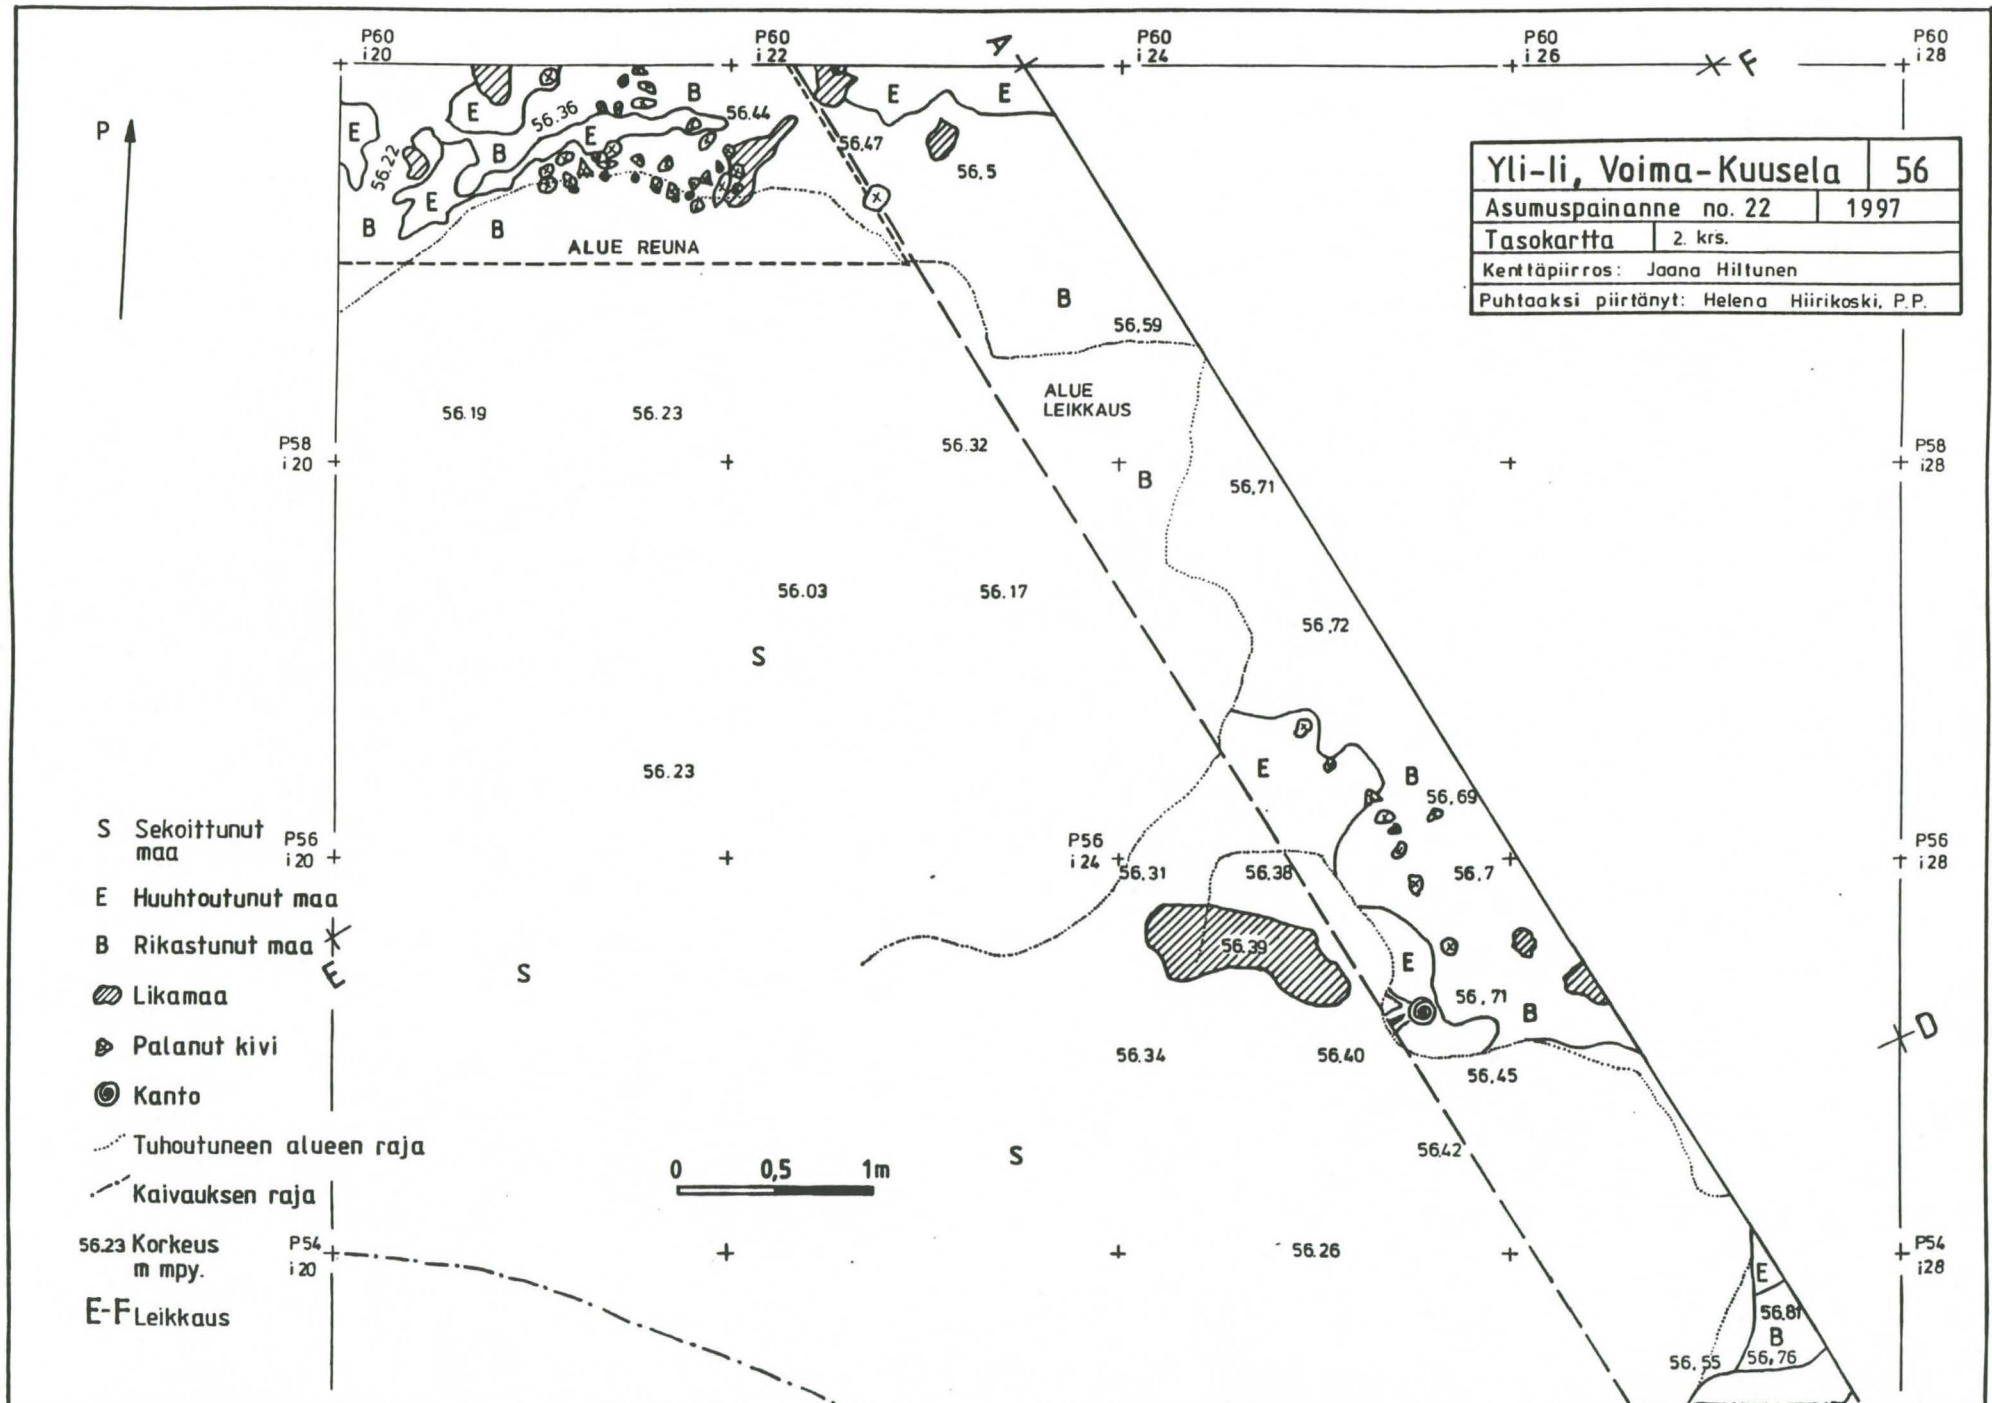 P60
i20
P60
i22
A
P60
i24
P60
i26
F
P60
i28
P
E
E
56.36
B
56.44
E
E
56.47
56.22
B
E
56,5
E
B
B
ALUE REUNA
Yli-Ii, Voima-Kuusela 56
Asumuspainanne no. 22 1997
Tasokartta 2. krs.
Kenttäpiirros: Jaana Hiltunen
Puhtaaksi piirtänyt: Helena Hiirikoski, P.P.
B
56,59
ALUE
LEIKKAUS
56.19
56.23
56.32
P58
i20
B
56,71
P58
i28
56.03
56.17
56,72
S
56.23
E
B
56,69
S Sekoittunut
maa
P56
i20
P56
i24
56.31
56.38
56,7
P56
i28
E Huuhtoutunut maa
B Rikastunut maa
E
S
56.39
E
Likamaa
56,71
B
D
Palanut kivi
56.34
56.40
56,45
Kanto
Tuhoutuneen alueen raja
S
56.42
0 0,5 1m
Kaivauksen raja
56.23 Korkeus
m mpy.
P54
i20
56.26
P54
i28
E
E-F Leikkaus
56.81
B
56,55
56,76